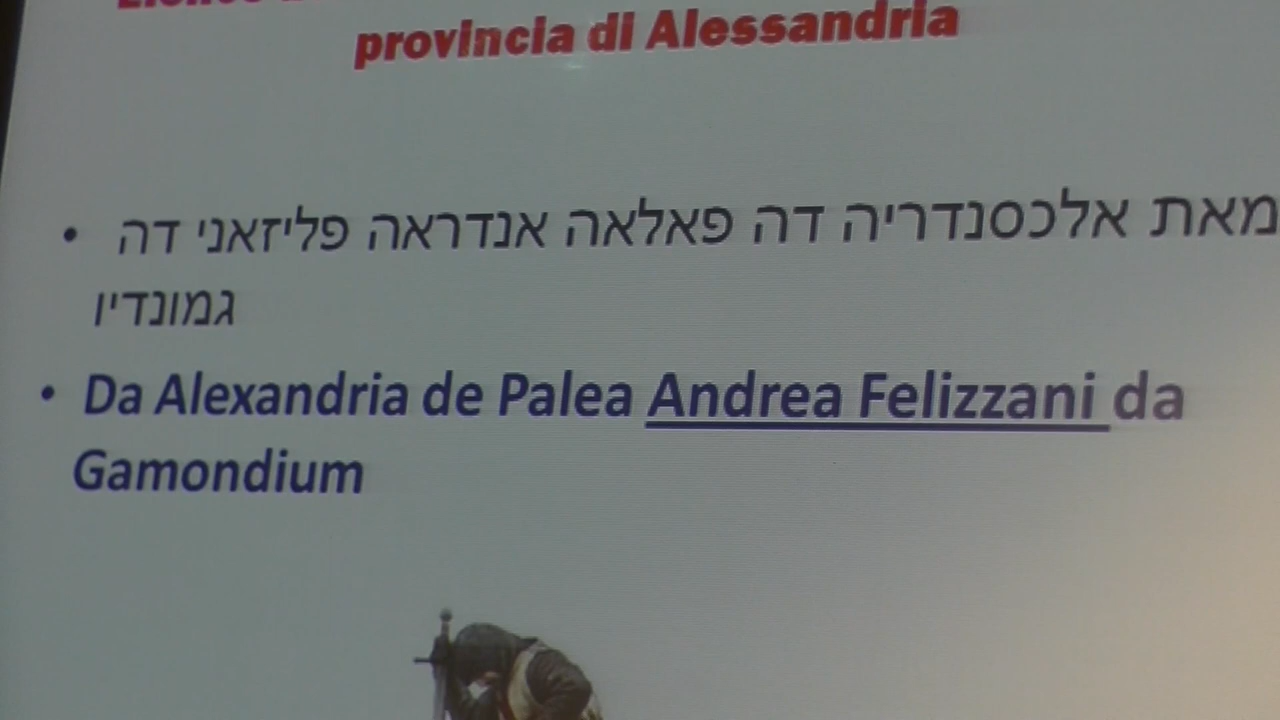 provincia di Alessandria
• מאת אלכסנדריה דה פאלאה אנדראה פליזאני דה
גמונדיו
• Da Alexandria de Palea Andrea Felizzani da
Gamondium